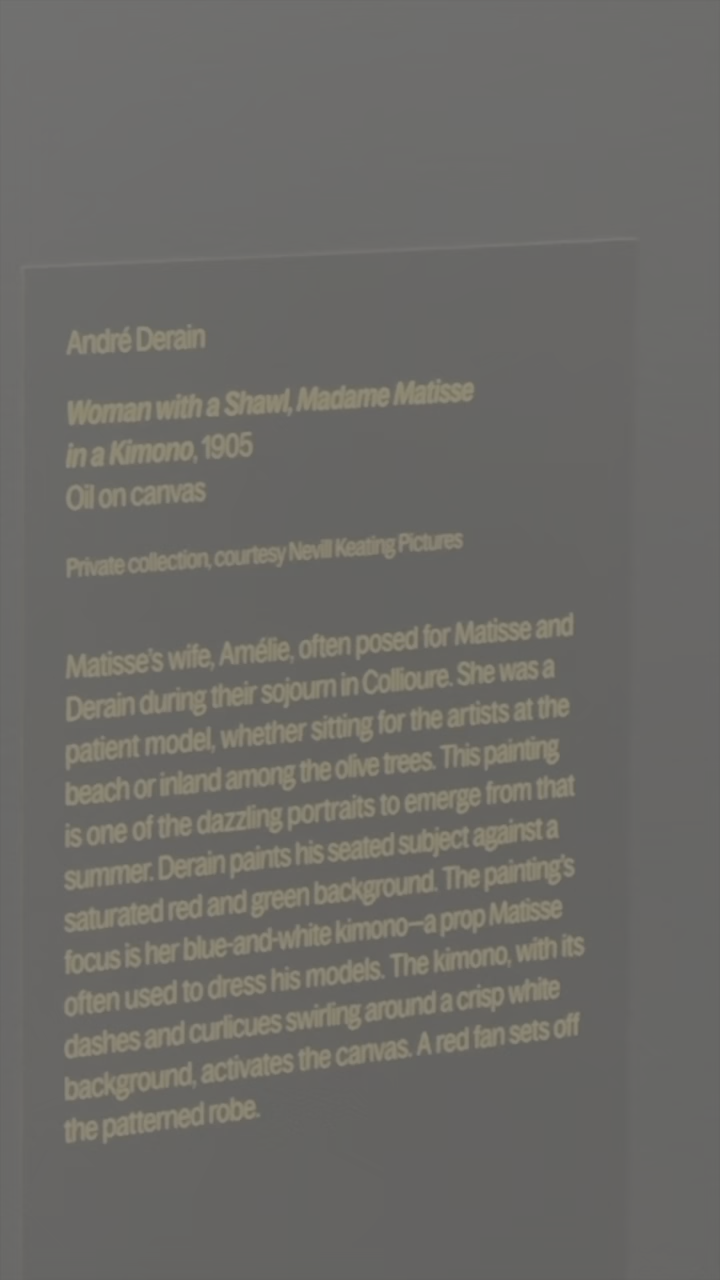 André Derain
Woman with a Shawl, Madame Matisse
in a Kimono, 1905
Oil on canvas
Private collection, courtesy Nevill Keating Pictures
Matisse's wife, Amélie, often posed for Matisse and
Derain during their sojourn in Collioure. She was a
patient model, whether sitting for the artists at the
beach or inland among the olive trees. This painting
is one of the dazzling portraits to emerge from that
summer. Derain paints his seated subject against a
saturated red and green background. The painting's
focus is her blue-and-white kimono—a prop Matisse
often used to dress his models. The kimono, with its
dashes and curlicues swirling around a crisp white
background, activates the canvas. A red fan sets off
the patterned robe.